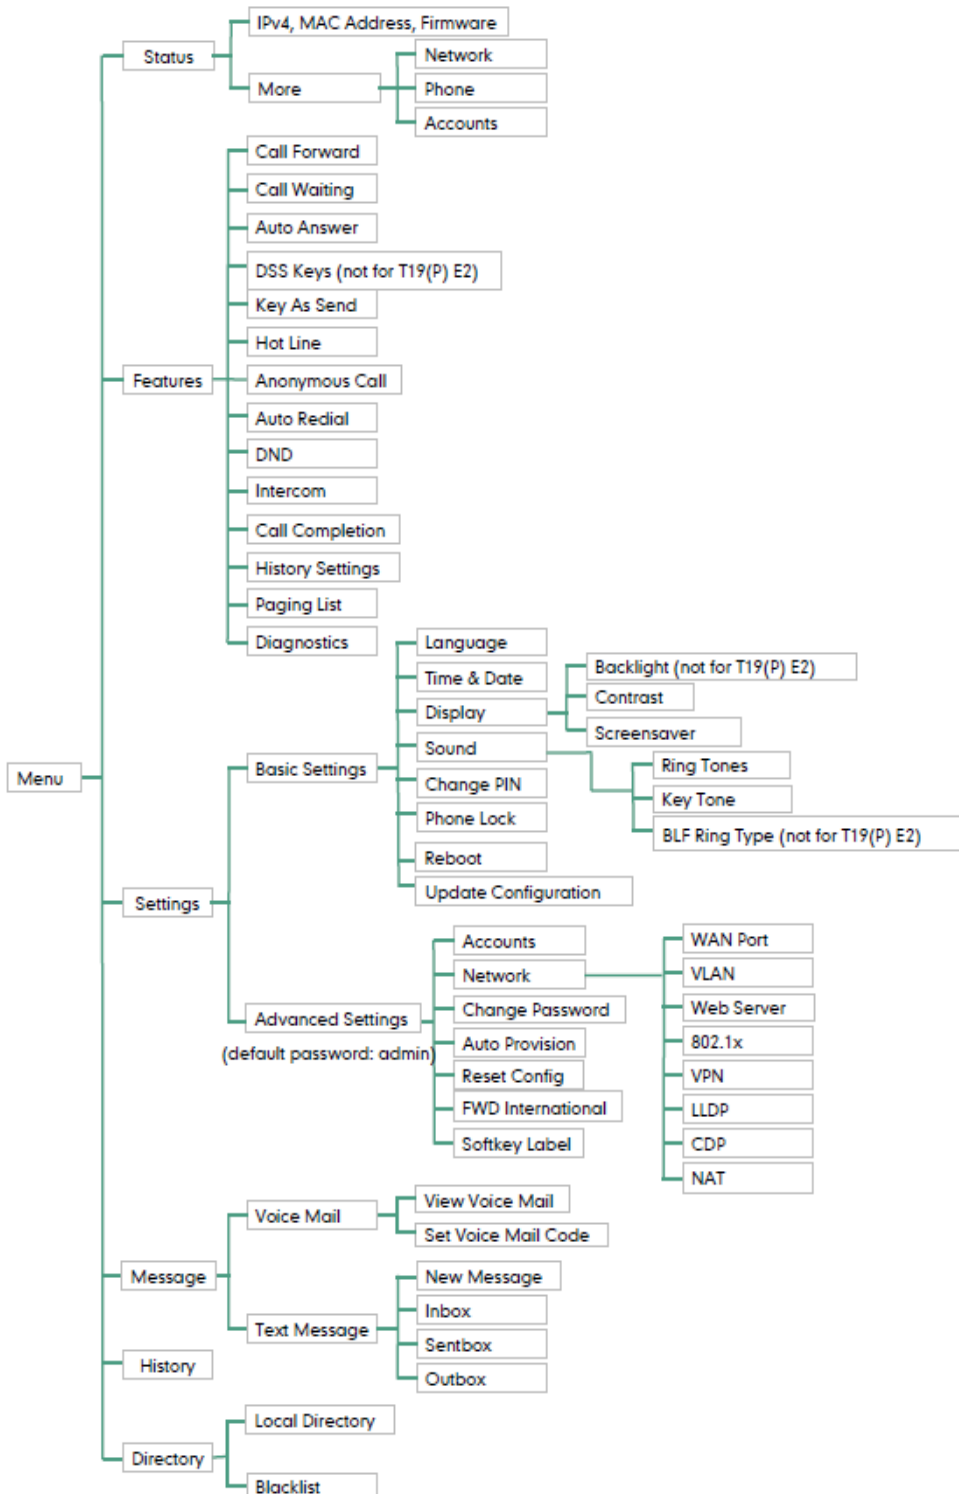 IPv4, MAC Address, Firmware
Status
Network
More
Phone
Accounts
Call Forward
Call Waiting
Auto Answer
DSS Keys (not for T19(P) E2)
Key As Send
Hot Line
Features
Anonymous Call
Auto Redial
DND
Intercom
Call Completion
History Settings
Paging List
Diagnostics
Language
Time & Date
Display
Backlight (not for T19(P) E2)
Contrast
Screensaver
Sound
Menu
Basic Settings
Ring Tones
Key Tone
BLF Ring Type (not for T19(P) E2)
Change PIN
Phone Lock
Reboot
Update Configuration
Settings
Accounts
Network
WAN Port
VLAN
Web Server
802.1x
VPN
LLDP
CDP
NAT
Advanced Settings
(default password: admin)
Change Password
Auto Provision
Reset Config
FWD International
Softkey Label
Voice Mail
View Voice Mail
Set Voice Mail Code
Message
New Message
Inbox
Text Message
Sentbox
Outbox
History
Local Directory
Directory
Blacklist